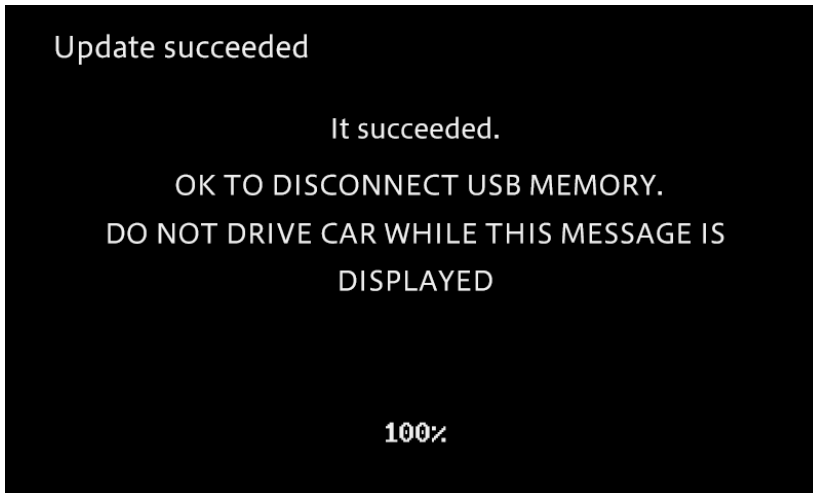 Update succeeded
It succeeded.
OK TO DISCONNECT USB MEMORY.
DO NOT DRIVE CAR WHILE THIS MESSAGE IS
DISPLAYED
100%